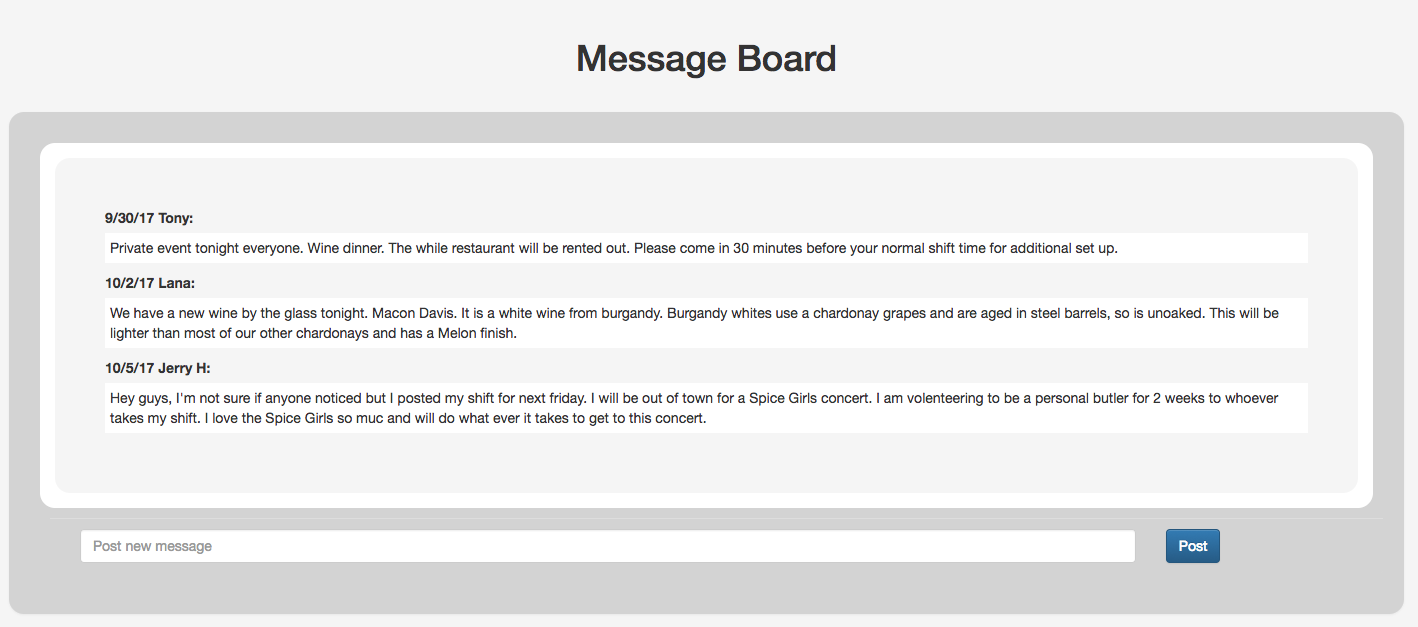 Message Board
9/30/17 Tony:
Private event tonight everyone. Wine dinner. The while restaurant will be rented out. Please come in 30 minutes before your normal shift time for additional set up.
10/2/17 Lana:
We have a new wine by the glass tonight. Macon Davis. It is a white wine from burgandy. Burgandy whites use a chardonay grapes and are aged in steel barrels, so is unoaked. This will be
lighter than most of our other chardonays and has a Melon finish.
10/5/17 Jerry H:
Hey guys, I'm not sure if anyone noticed but I posted my shift for next friday. I will be out of town for a Spice Girls concert. I am volenteering to be a personal butler for 2 weeks to whoever
takes my shift. I love the Spice Girls so muc and will do what ever it takes to get to this concert.
Post new message
Post